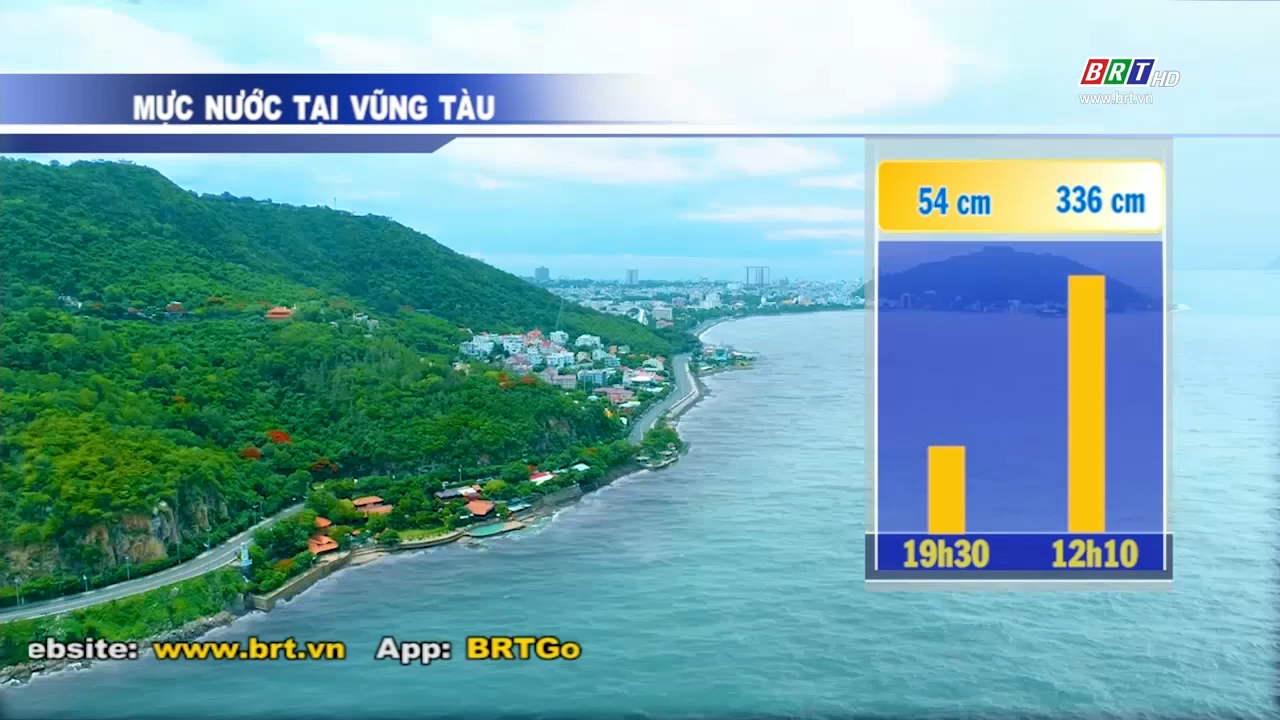 BRT HD
www.brt.vn
MỰC NƯỚC TẠI VŨNG TÀU
54 cm 336 cm
19h30 12h10
ebsite: www.brt.vn App: BRTGo